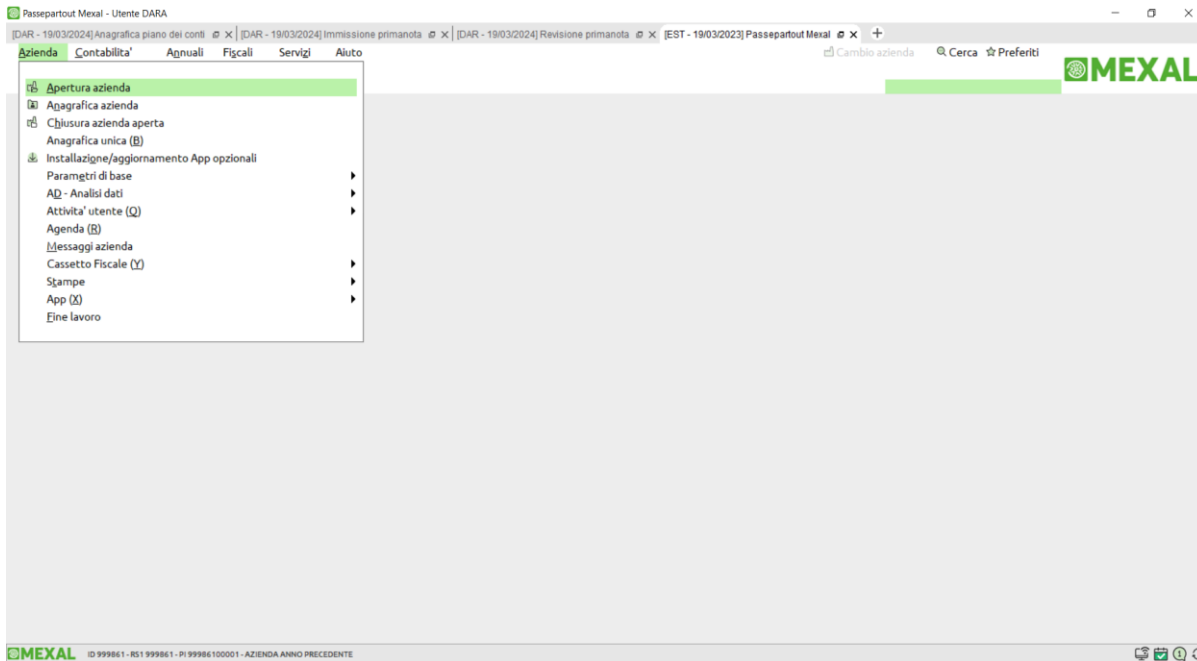 Passepartout Mexal - Utente DARA
[DAR - 19/03/2024] Anagrafica piano dei conti [DAR - 19/03/2024] Immissione primanota [DAR - 19/03/2024] Revisione primanota [EST - 19/03/2023] Passepartout Mexal
Azienda Contabilita' Annuali Fiscali Servizi Aiuto Cambio azienda Cerca Preferiti
MEXAL
Apertura azienda
Anagrafica azienda
Chiusura azienda aperta
Anagrafica unica (B)
Installazione/aggiornamento App opzionali
Parametri di base
AD - Analisi dati
Attivita' utente (Q)
Agenda (R)
Messaggi azienda
Cassetto Fiscale (Y)
Stampe
App (X)
Fine lavoro
MEXAL ID 999861 - RS1 999861 - PI 99986100001 - AZIENDA ANNO PRECEDENTE 1